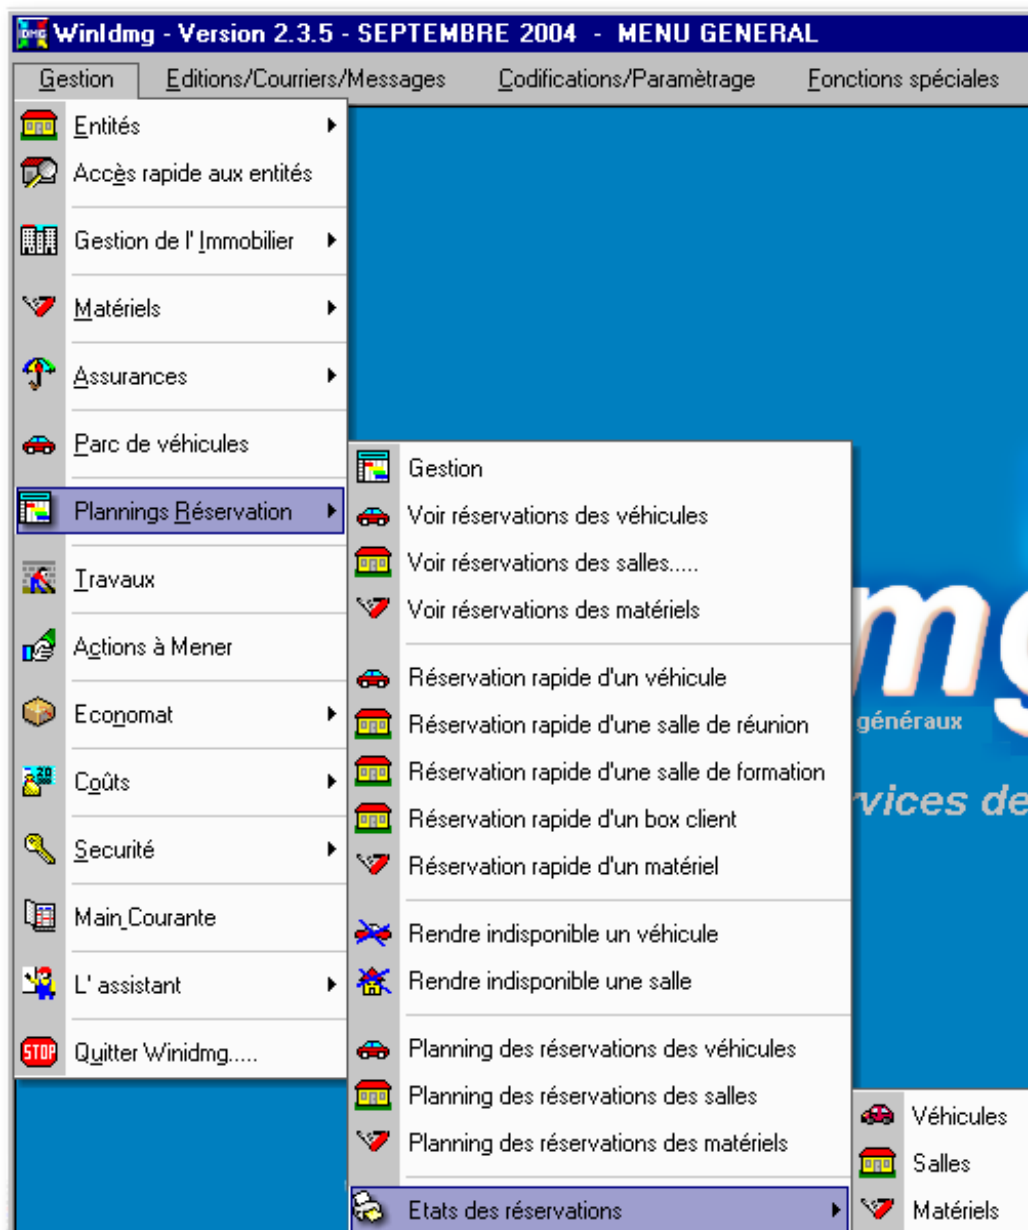 WinIdmg - Version 2.3.5 - SEPTEMBRE 2004 - MENU GENERAL
Gestion Editions/Courriers/Messages Codifications/Paramètrage Fonctions spéciales
Entités
Accès rapide aux entités
Gestion de l' Immobilier
Matériels
Assurances
Parc de véhicules
Plannings Réservation
Travaux
Actions à Mener
Economat
Coûts
Securité
Main_Courante
L' assistant
STOP Quitter Winidmg.....
Gestion
Voir réservations des véhicules
Voir réservations des salles.....
Voir réservations des matériels
Réservation rapide d'un véhicule
Réservation rapide d'une salle de réunion
Réservation rapide d'une salle de formation
Réservation rapide d'un box client
Réservation rapide d'un matériel
Rendre indisponible un véhicule
Rendre indisponible une salle
Planning des réservations des véhicules
Planning des réservations des salles
Planning des réservations des matériels
Etats des réservations
Véhicules
Salles
Matériels
mg
généraux
vices de